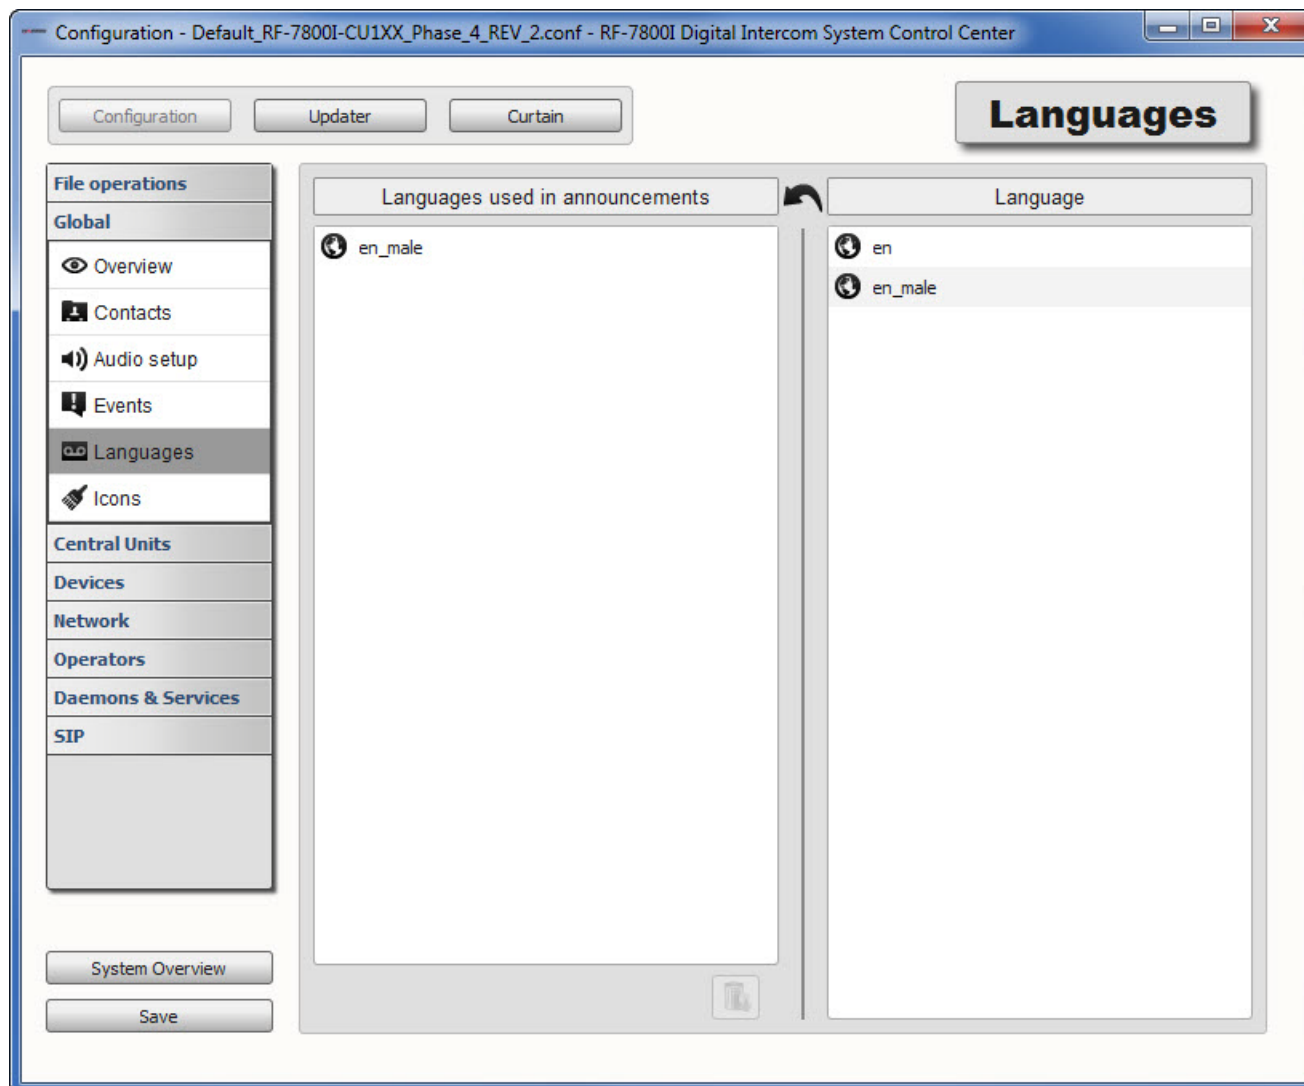 Configuration - Default_RF-7800I-CU1XX_Phase_4_REV_2.conf - RF-7800I Digital Intercom System Control Center
Configuration Updater Curtain
Languages
File operations
Global
Overview
Contacts
Audio setup
Events
Languages
Icons
Central Units
Devices
Network
Operators
Daemons & Services
SIP
System Overview
Save
Languages used in announcements
en_male
Language
en
en_male